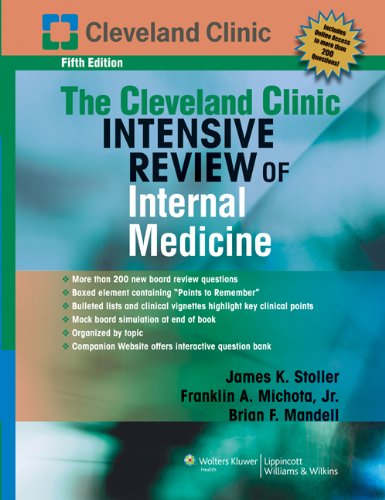 Cleveland Clinic
Includes
Online Access
to more than
200
Questions!
Fifth Edition
The Cleveland Clinic
INTENSIVE
REVIEW OF
Internal
Medicine
More than 200 new board review questions
Boxed element containing “Points to Remember”
Bulleted lists and clinical vignettes highlight key clinical points
Mock board simulation at end of book
Organized by topic
Companion Website offers interactive question bank
James K. Stoller
Franklin A. Michota, Jr.
Brian F. Mandell
Wolters Kluwer
Health
Lippincott
Williams & Wilkins